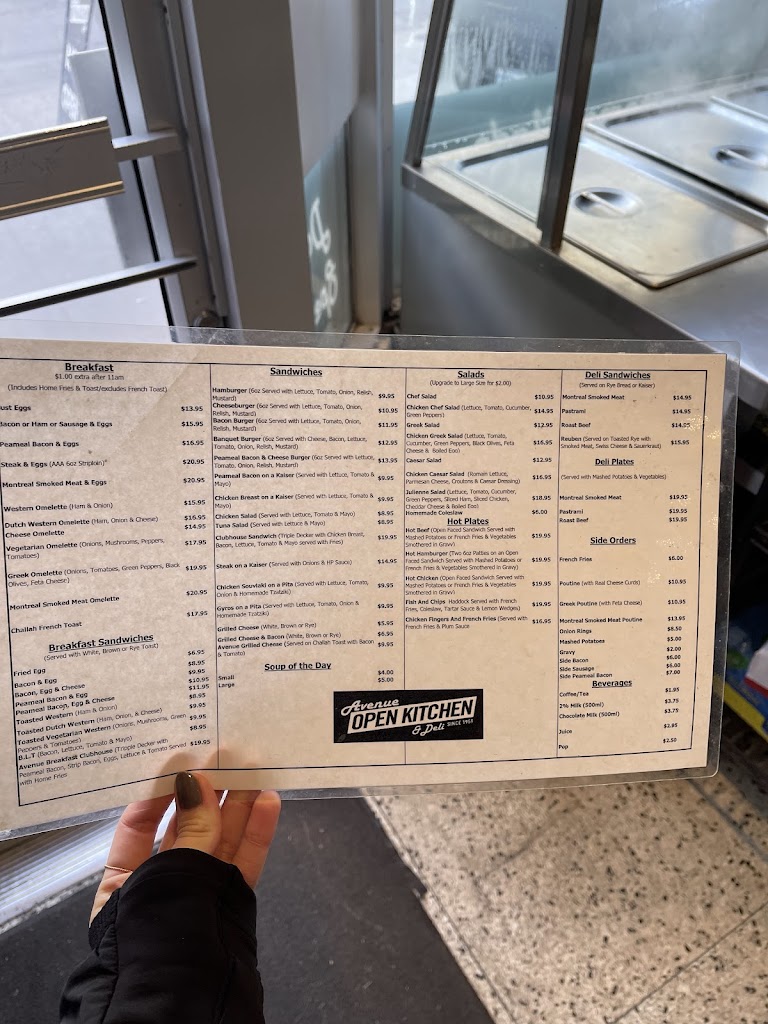 Breakfast
$1.00 extra after 11am
(Includes Home Fries & Toast/excludes French Toast)
ust Eggs $13.95
Bacon or Ham or Sausage & Eggs $15.95
Peameal Bacon & Eggs $16.95
Steak & Eggs (AAA 6oz Striploin)* $20.95
Montreal Smoked Meat & Eggs $20.95
Western Omelette (Ham & Onion) $15.95
Dutch Western Omelette (Ham, Onion & Cheese) $16.95
Cheese Omelette $14.95
Vegetarian Omelette (Onions, Mushrooms, Peppers, $17.95
Tomatoes)
Greek Omelette (Onions, Tomatoes, Green Peppers, Black $19.95
Olives, Feta Cheese)
Montreal Smoked Meat Omelette $20.95
Challah French Toast $17.95
Breakfast Sandwiches
(Served with White, Brown or Rye Toast)
Fried Egg $6.95
Bacon & Egg $8.95
Bacon, Egg & Cheese $9.95
Peameal Bacon & Egg $10.95
Peameal Bacon, Egg & Cheese $11.95
Toasted Western (Ham & Onion) $8.95
Toasted Dutch Western (Ham, Onion, & Cheese) $9.95
Toasted Vegetarian Western (Onions, Mushrooms, Green $9.95
Peppers & Tomatoes)
B.L.T (Bacon, Lettuce, Tomato & Mayo) $8.95
Avenue Breakfast Clubhouse (Tripple Decker with $19.95
Peameal Bacon, Strip Bacon, Eggs, Lettuce & Tomato Served
with Home Fries
Sandwiches
Hamburger (6oz Served with Lettuce, Tomato, Onion, Relish, $9.95
Mustard)
Cheeseburger (6oz Served with Lettuce, Tomato, Onion, $10.95
Relish, Mustard)
Bacon Burger (6oz Served with Lettuce, Tomato, Onion, $11.95
Relish, Mustard)
Banquet Burger (6oz Served with Cheese, Bacon, Lettuce, $12.95
Tomato, Onion, Relish, Mustard)
Peameal Bacon & Cheese Burger (6oz Served with Lettuce, $13.95
Tomato, Onion, Relish, Mustard)
Peameal Bacon on a Kaiser (Served with Lettuce, Tomato & $9.95
Mayo)
Chicken Breast on a Kaiser (Served with Lettuce, Tomato & $9.95
Mayo)
Chicken Salad (Served with Lettuce, Tomato & Mayo) $8.95
Tuna Salad (Served with Lettuce & Mayo) $8.95
Clubhouse Sandwich (Triple Decker with Chicken Breast, $19.95
Bacon, Lettuce, Tomato & Mayo served with Fries)
Steak on a Kaiser (Served with Onions & HP Sauce) $14.95
Chicken Souvlaki on a Pita (Served with Lettuce, Tomato, $9.95
Onion & Homemade Tzatziki)
Gyros on a Pita (Served with Lettuce, Tomato, Onion & $9.95
Homemade Tzatziki)
Grilled Cheese (White, Brown or Rye) $5.95
Grilled Cheese & Bacon (White, Brown or Rye) $6.95
Avenue Grilled Cheese (Served on Challah Toast with Bacon $9.95
& Tomato)
Soup of the Day
Small $4.00
Large $5.00
Salads
(Upgrade to Large Size for $2.00)
Chef Salad $10.95
Chicken Chef Salad (Lettuce, Tomato, Cucumber, $14.95
Green Peppers)
Greek Salad $12.95
Chicken Greek Salad (Lettuce, Tomato, $16.95
Cucumber, Green Peppers, Black Olives, Feta
Cheese & Boiled Egg)
Caesar Salad $12.95
Chicken Caesar Salad (Romain Lettuce, $16.95
Parmesan Cheese, Croutons & Caesar Dressing)
Julienne Salad (Lettuce, Tomato, Cucumber, $18.95
Green Peppers, Sliced Ham, Sliced Chicken,
Cheddar Cheese & Boiled Egg)
Homemade Coleslaw $6.00
Hot Plates
Hot Beef (Open Faced Sandwich Served with $19.95
Mashed Potatoes or French Fries & Vegetables
Smothered in Gravy)
Hot Hamburger (Two 6oz Patties on an Open $19.95
Faced Sandwich Served with Mashed Potatoes or
French Fries & Vegetables Smothered in Gravy)
Hot Chicken (Open Faced Sandwich Served with $19.95
Mashed Potatoes or French Fries & Vegetables
Smothered in Gravy)
Fish And Chips Haddock Served with French $19.95
Fries, Coleslaw, Tartar Sauce & Lemon Wedges)
Chicken Fingers And French Fries (Served with $16.95
French Fries & Plum Sauce
Deli Sandwiches
(Served on Rye Bread or Kaiser)
Montreal Smoked Meat $14.95
Pastrami $14.95
Roast Beef $14.95
Reuben (Served on Toasted Rye with $15.95
Smoked Meat, Swiss Cheese & Sauerkraut)
Deli Plates
(Served with Mashed Potatoes & Vegetables)
Montreal Smoked Meat $19.95
Pastrami $19.95
Roast Beef $19.95
Side Orders
French Fries $6.00
Poutine (with Real Cheese Curds) $10.95
Greek Poutine (with Feta Cheese) $10.95
Montreal Smoked Meat Poutine $13.95
Onion Rings $8.50
Mashed Potatoes $5.00
Gravy $2.00
Side Bacon $6.00
Side Sausage $6.00
Side Peameal Bacon $7.00
Beverages
Coffee/Tea $1.95
2% Milk (500ml) $3.75
Chocolate Milk (500ml) $3.75
Juice $2.95
Pop $2.50
Avenue
OPEN KITCHEN
& Deli SINCE 1959